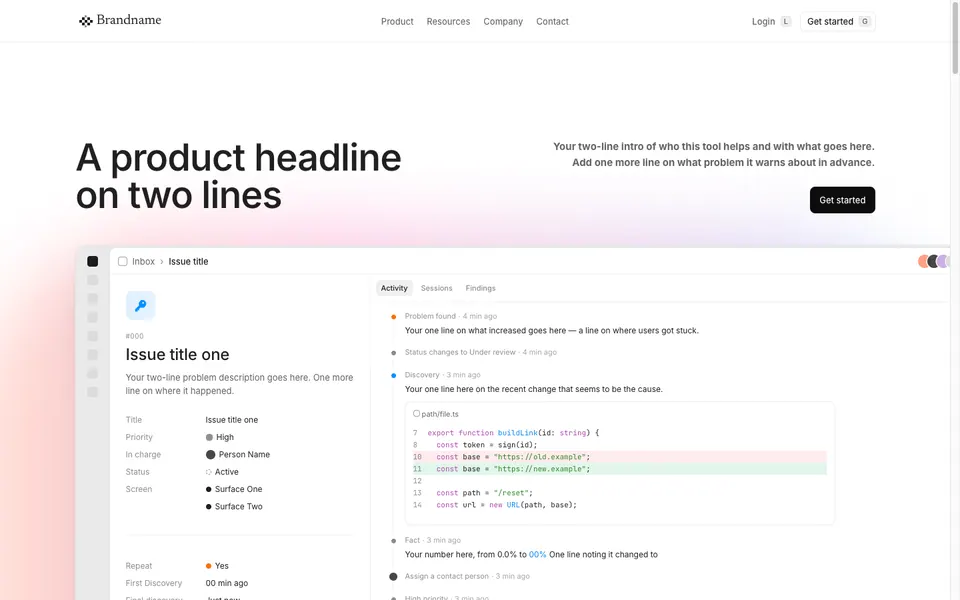 Brandname
Product Resources Company Contact
Login L Get started G
A product headline
on two lines
Your two-line intro of who this tool helps and with what goes here.
Add one more line on what problem it warns about in advance.
Get started
Inbox › Issue title
#000
Issue title one
Your two-line problem description goes here. One more
line on where it happened.
Title Issue title one
Priority High
In charge Person Name
Status Active
Screen Surface One
Surface Two
Repeat Yes
First Discovery 00 min ago
Final discovery Just now
Activity Sessions Findings
Problem found · 4 min ago
Your one line on what increased goes here — a line on where users got stuck.
Status changes to Under review · 4 min ago
Discovery · 3 min ago
Your one line here on the recent change that seems to be the cause.
path/file.ts
7 export function buildLink(id: string) {
8 const token = sign(id);
10 const base = "https://old.example";
11 const base = "https://new.example";
12
13 const path = "/reset";
14 const url = new URL(path, base);
Fact · 3 min ago
Your number here, from 0.0% to 00% One line noting it changed to
Assign a contact person · 3 min ago
High priority · 3 min ago